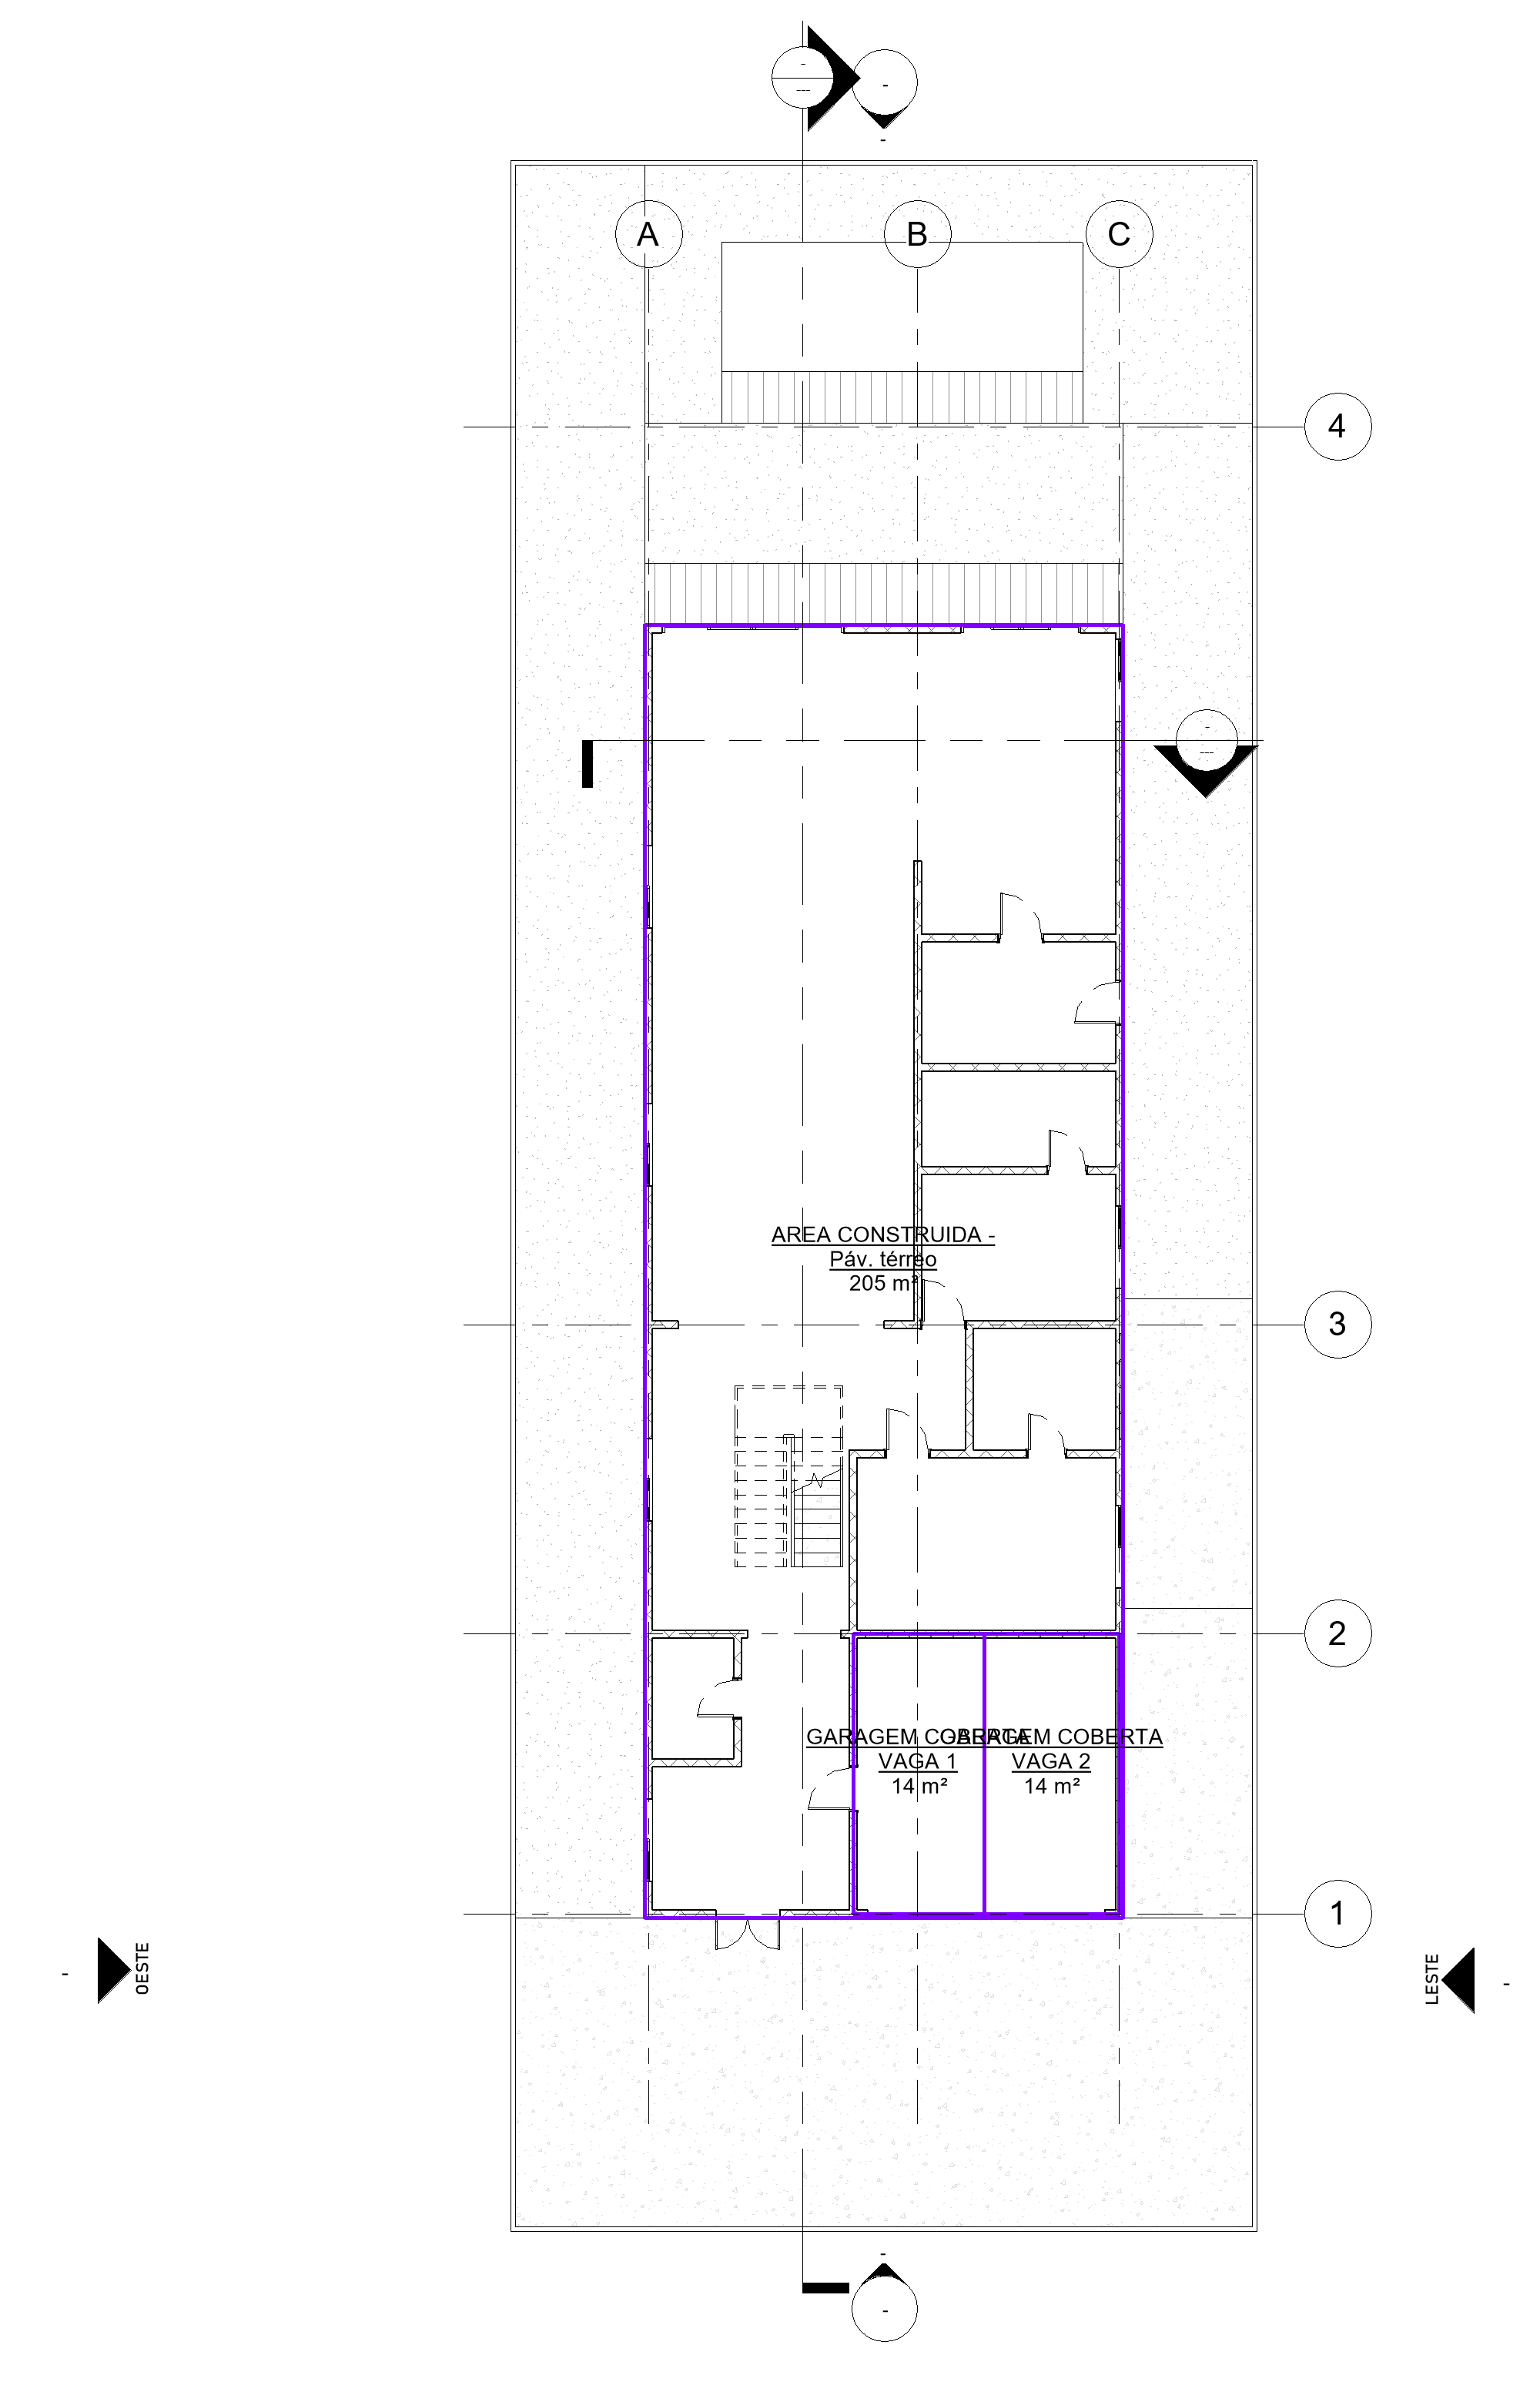 -
---
-
-
A
B
C
4
-
---
AREA CONSTRUIDA -
Páv. térreo
205 m²
3
2
GARAGEM COBERTA
VAGA 1
14 m²
GARAGEM COBERTA
VAGA 2
14 m²
1
-
OESTE
LESTE
-
-
-